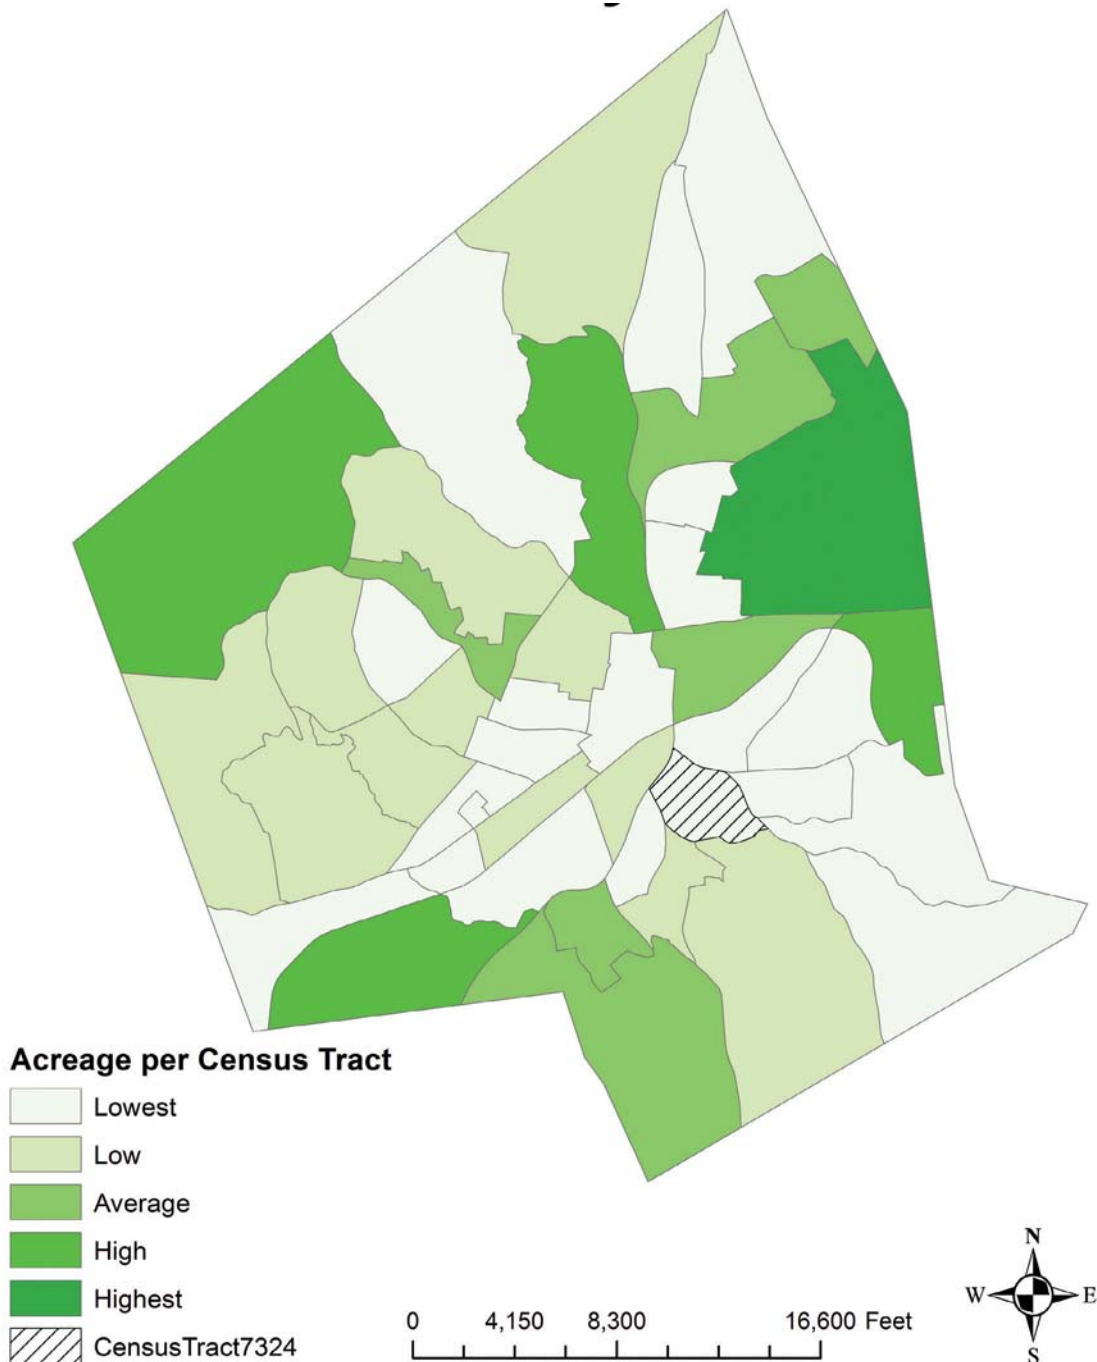 Acreage per Census Tract
Lowest
Low
Average
High
Highest
CensusTract7324
0 4,150 8,300 16,600 Feet
N
W E
S